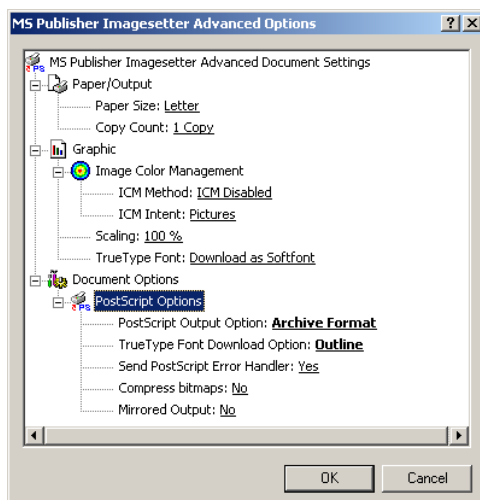 MS Publisher Imagesetter Advanced Options
MS Publisher Imagesetter Advanced Document Settings
Paper/Output
Paper Size: Letter
Copy Count: 1 Copy
Graphic
Image Color Management
ICM Method: ICM Disabled
ICM Intent: Pictures
Scaling: 100 %
TrueType Font: Download as Softfont
Document Options
PostScript Options
PostScript Output Option: Archive Format
TrueType Font Download Option: Outline
Send PostScript Error Handler: Yes
Compress bitmaps: No
Mirrored Output: No
OK Cancel